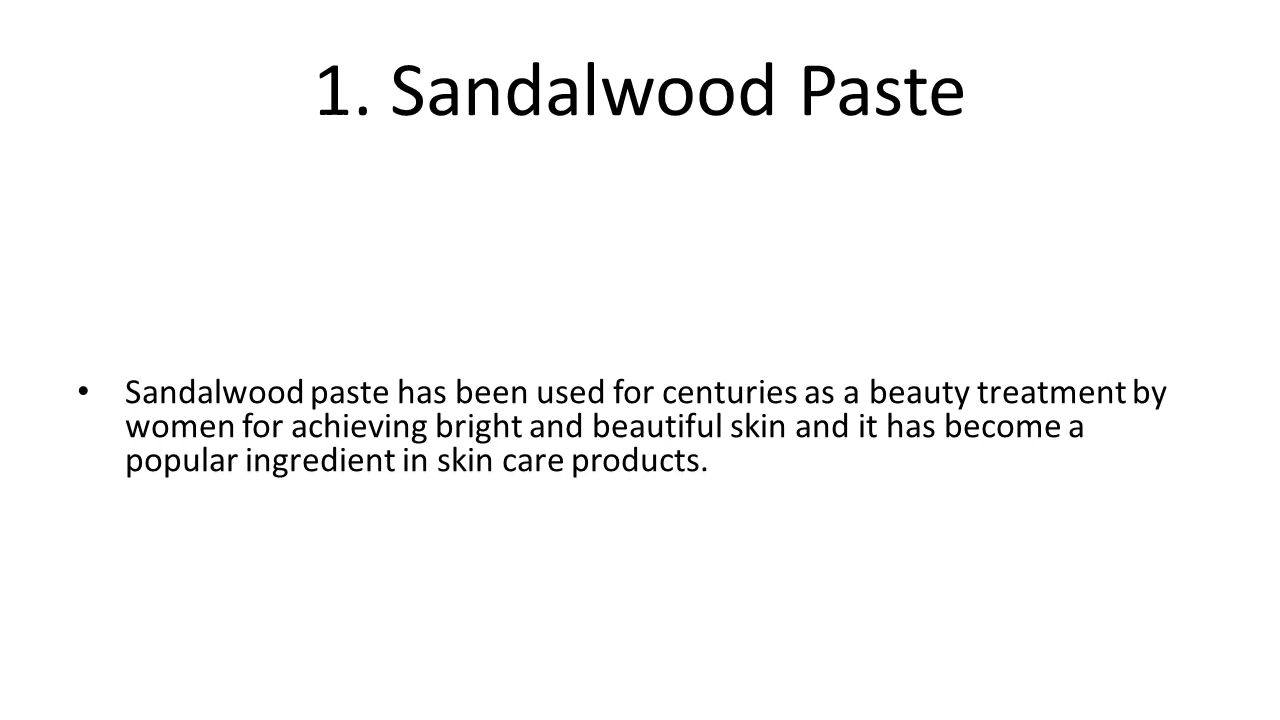 1. Sandalwood Paste
• Sandalwood paste has been used for centuries as a beauty treatment by
women for achieving bright and beautiful skin and it has become a
popular ingredient in skin care products.